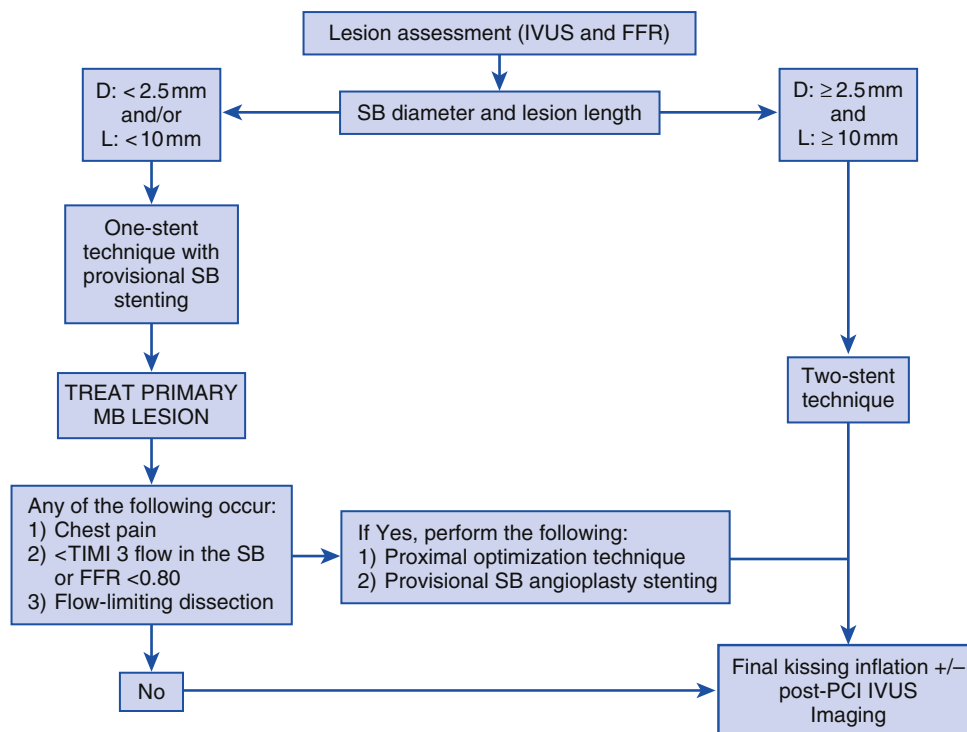 Lesion assessment (IVUS and FFR)
D: < 2.5 mm
and/or
L: < 10 mm
SB diameter and lesion length
D: ≥ 2.5 mm
and
L: ≥ 10 mm
One-stent
technique with
provisional SB
stenting
TREAT PRIMARY
MB LESION
Two-stent
technique
Any of the following occur:
1) Chest pain
2) <TIMI 3 flow in the SB
or FFR <0.80
3) Flow-limiting dissection
If Yes, perform the following:
1) Proximal optimization technique
2) Provisional SB angioplasty stenting
No
Final kissing inflation +/–
post-PCI IVUS
Imaging